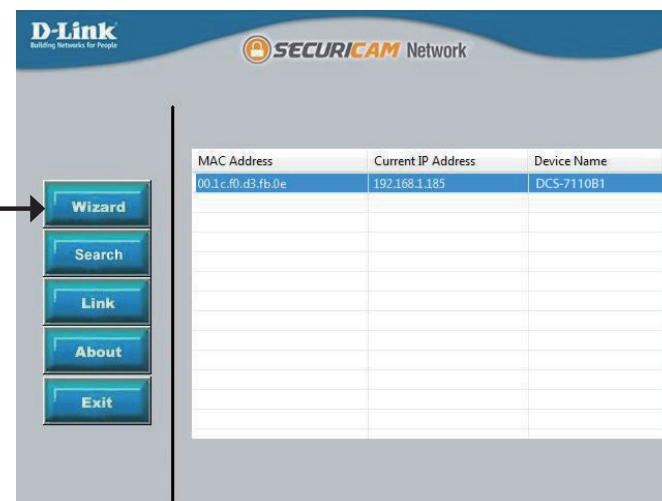 D-Link
Building Networks for People
SECURICAM Network
MAC Address Current IP Address Device Name
00.1c.f0.d3.fb.0e 192.168.1.185 DCS-7110B1
Wizard
Search
Link
About
Exit